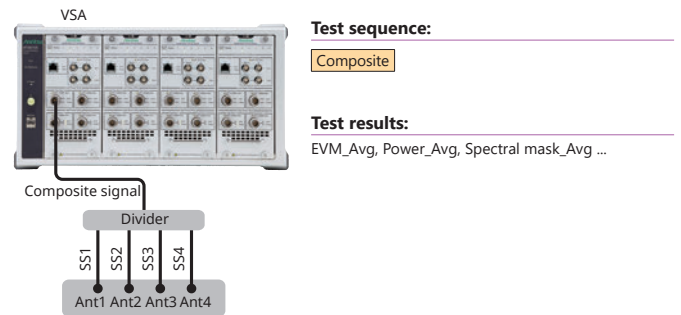 VSA
Test sequence:
Composite
Test results:
EVM_Avg, Power_Avg, Spectral mask_Avg ...
Composite signal
Divider
SS1
SS2
SS3
SS4
Ant1 Ant2 Ant3 Ant4